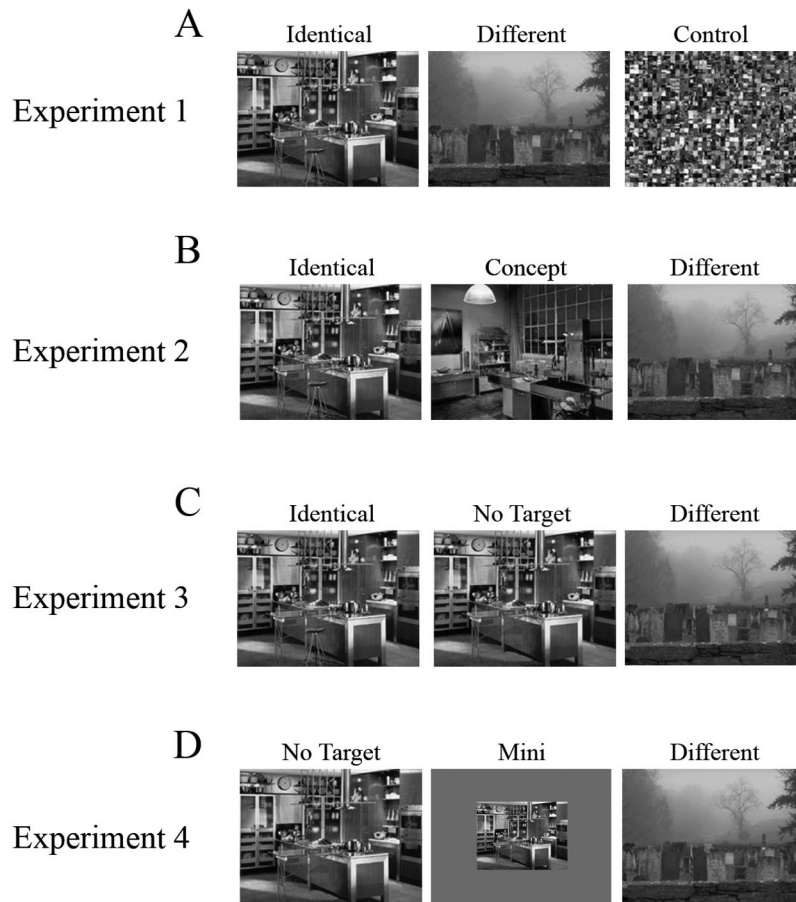 A
Identical Different Control
Experiment 1
B
Identical Concept Different
Experiment 2
C
Identical No Target Different
Experiment 3
D
No Target Mini Different
Experiment 4